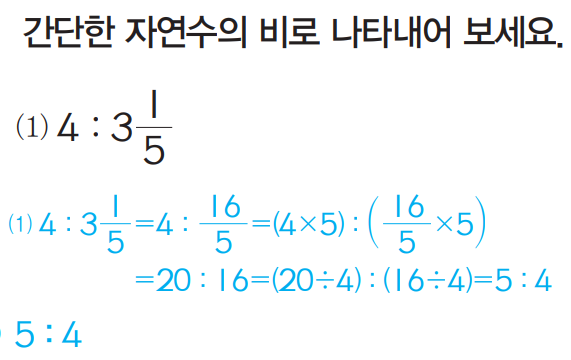 간단한 자연수의 비로 나타내어 보세요.
(1) 4 : 3 1/5
(1) 4 : 3 1/5 = 4 : 16/5 = (4×5) : (16/5 ×5)
=20 : 16=(20÷4) : (16÷4)=5 : 4
5 : 4